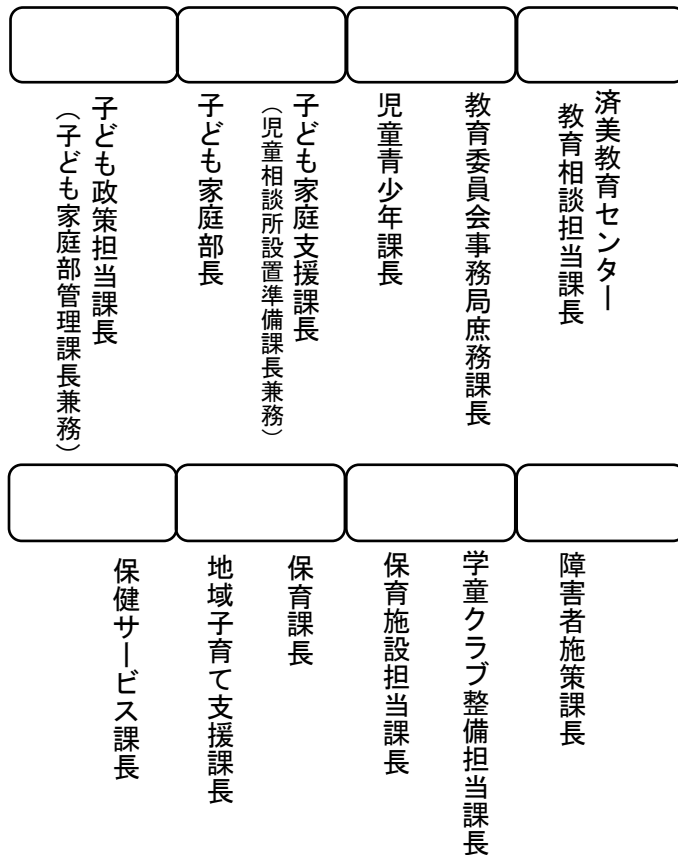 済美教育センター
教育相談担当課長
教育委員会事務局庶務課長
児童青少年課長
子ども家庭支援課長
（児童相談所設置準備課長兼務）
子ども家庭部長
子ども政策担当課長
（子ども家庭部管理課長兼務）
障害者施策課長
学童クラブ整備担当課長
保育施設担当課長
保育課長
地域子育て支援課長
保健サービス課長